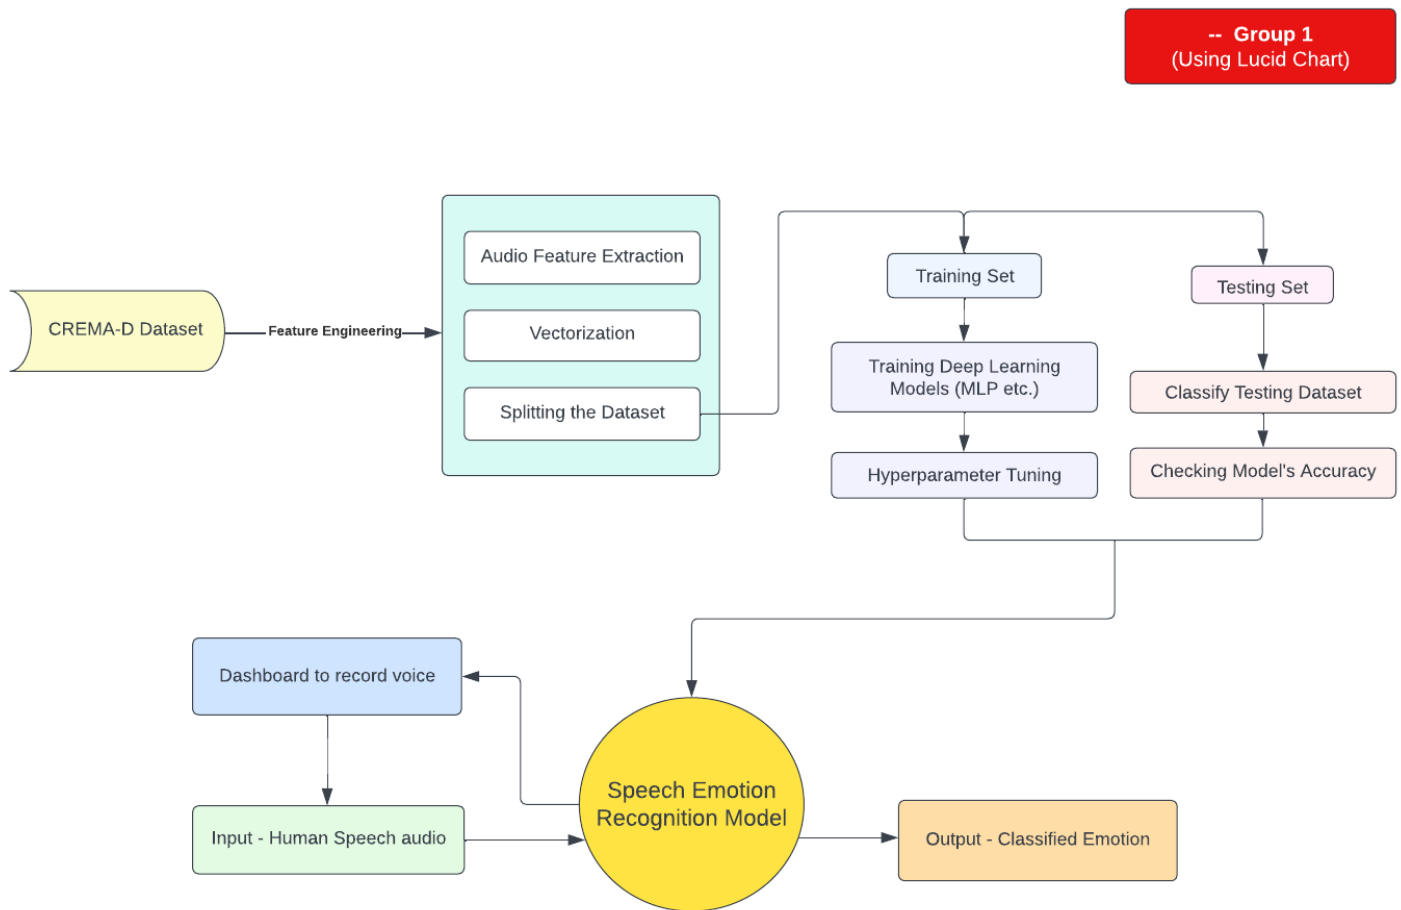 -- Group 1
(Using Lucid Chart)
CREMA-D Dataset
Feature Engineering
Audio Feature Extraction
Vectorization
Splitting the Dataset
Training Set
Training Deep Learning
Models (MLP etc.)
Hyperparameter Tuning
Testing Set
Classify Testing Dataset
Checking Model's Accuracy
Dashboard to record voice
Input - Human Speech audio
Speech Emotion
Recognition Model
Output - Classified Emotion